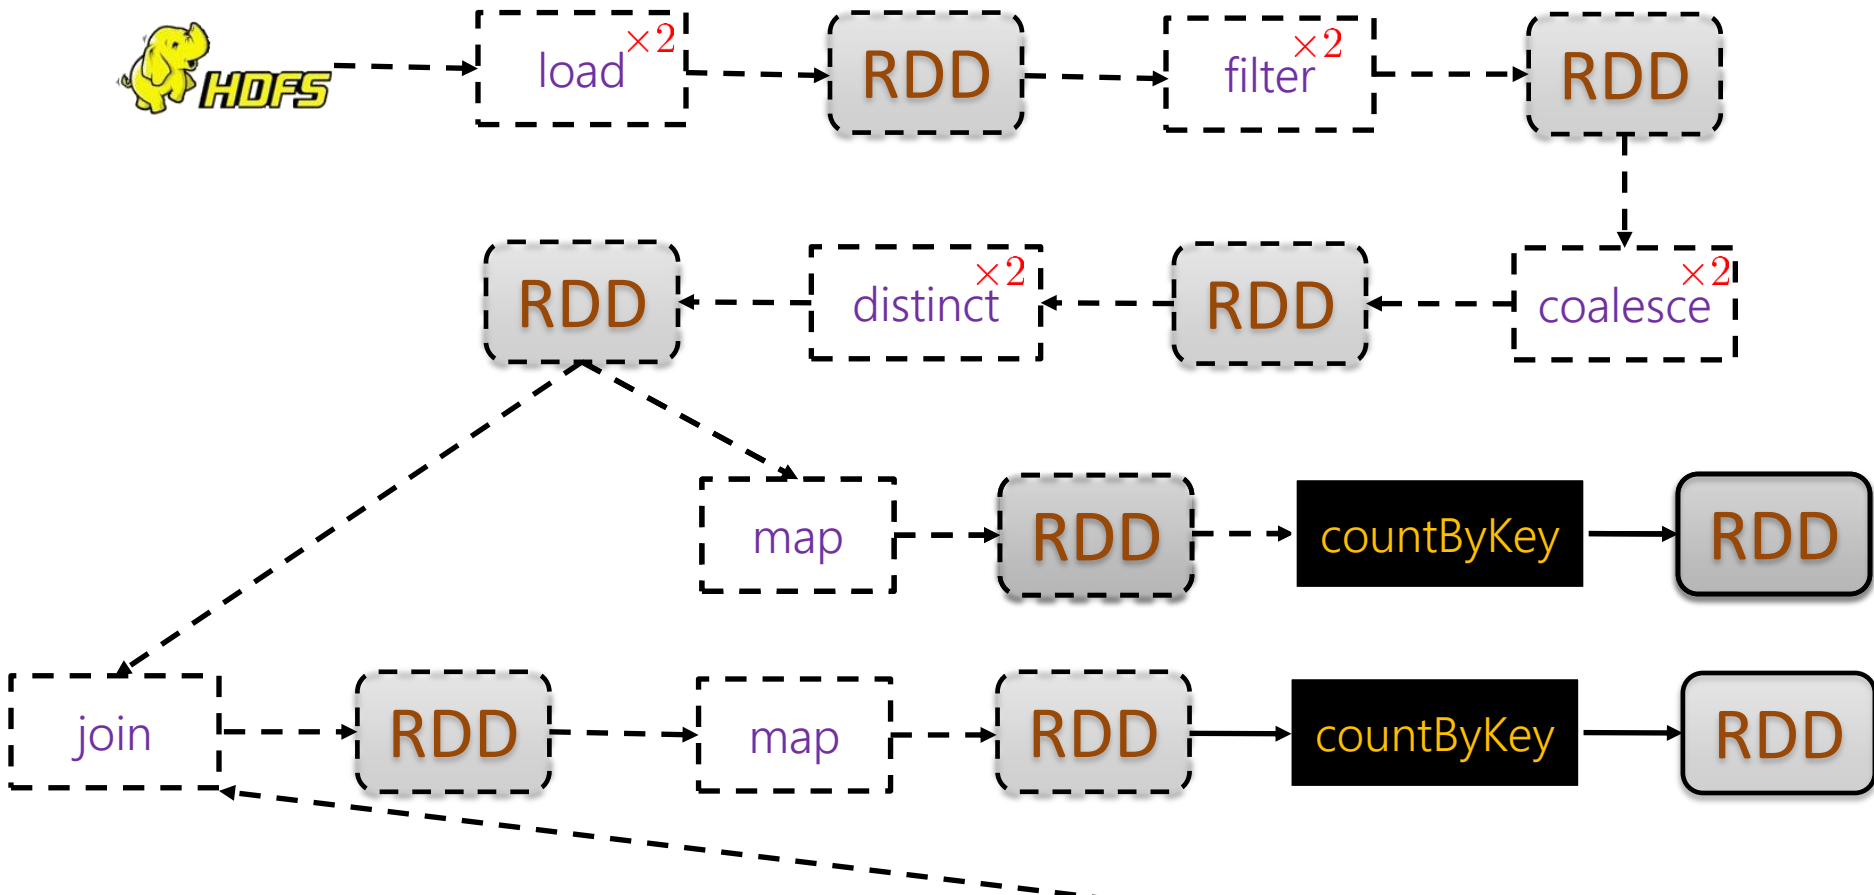 HDFS
load ×2
RDD
filter ×2
RDD
RDD
distinct ×2
RDD
coalesce ×2
map
RDD
countByKey
RDD
join
RDD
map
RDD
countByKey
RDD